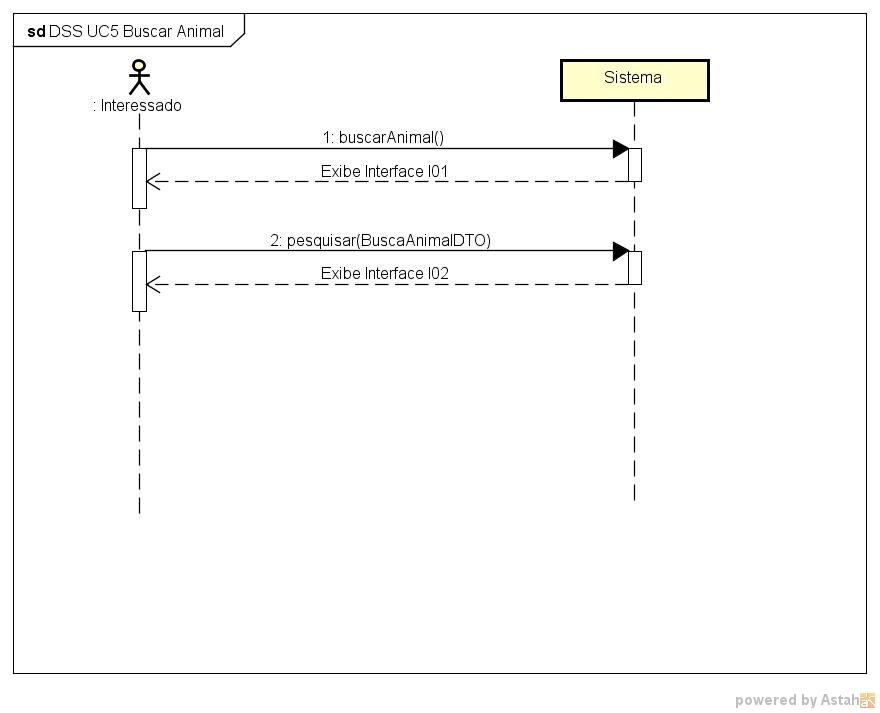 sd DSS UC5 Buscar Animal
: Interessado
Sistema
1: buscarAnimal()
Exibe Interface I01
2: pesquisar(BuscaAnimalDTO)
Exibe Interface I02
powered by Astah